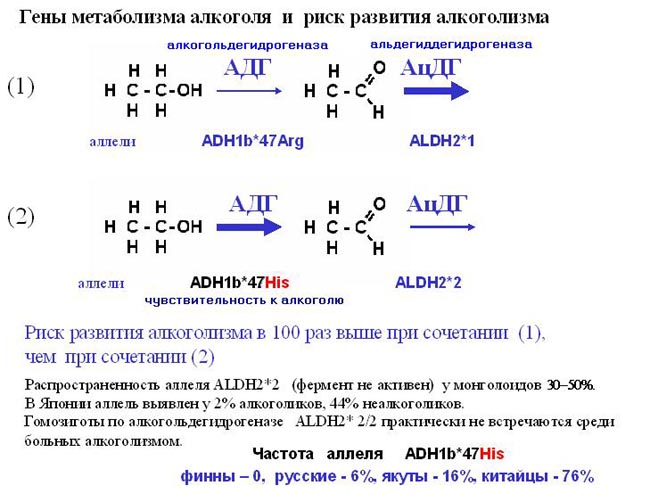 Гены метаболизма алкоголя и риск развития алкоголизма
алкогольдегидрогеназа альдегиддегидрогеназа
(1) АДГ АцДГ
H H H O
H C - C-OH H C - C
H H H H
аллели ADH1b*47Arg ALDH2*1
(2) АДГ АцДГ
H H H O
H C - C-OH H C - C
H H H H
аллели ADH1b*47His ALDH2*2
чувствительность к алкоголю
Риск развития алкоголизма в 100 раз выше при сочетании (1),
чем при сочетании (2)
Распространенность аллеля ALDH2*2 (фермент не активен) у монголоидов 30–50%.
В Японии аллель выявлен у 2% алкоголиков, 44% неалкоголиков.
Гомозиготы по алкогольдегидрогеназе ALDH2* 2/2 практически не встречаются среди
больных алкоголизмом.
Частота аллеля ADH1b*47His
финны – 0, русские - 6%, якуты - 16%, китайцы - 76%